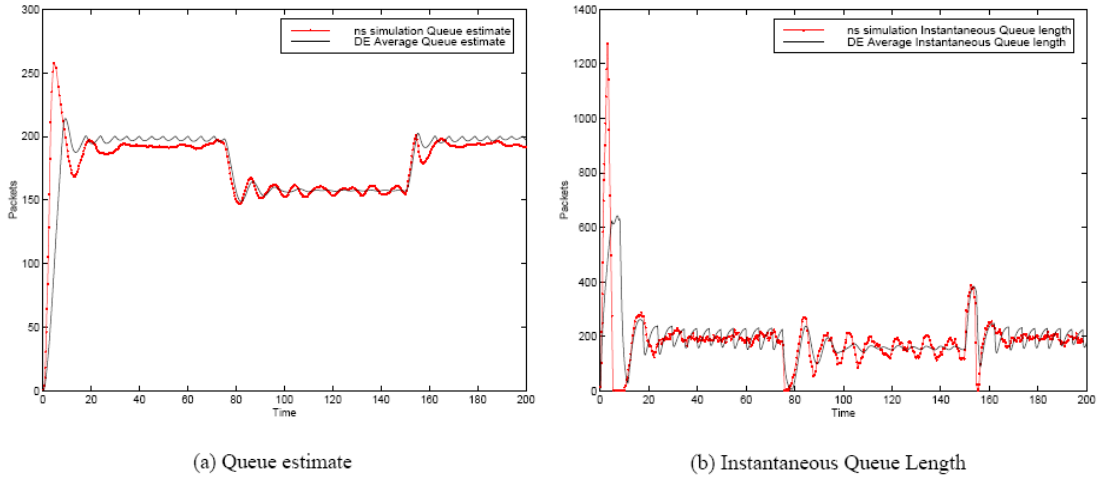 300
250
200
150
100
50
0
Packets
0 20 40 60 80 100 120 140 160 180 200
Time
ns simulation Queue estimate
DE Average Queue estimate
(a) Queue estimate
1400
1200
1000
800
600
400
200
0
Packets
0 20 40 60 80 100 120 140 160 180 200
Time
ns simulation Instantaneous Queue length
DE Average Instantaneous Queue length
(b) Instantaneous Queue Length